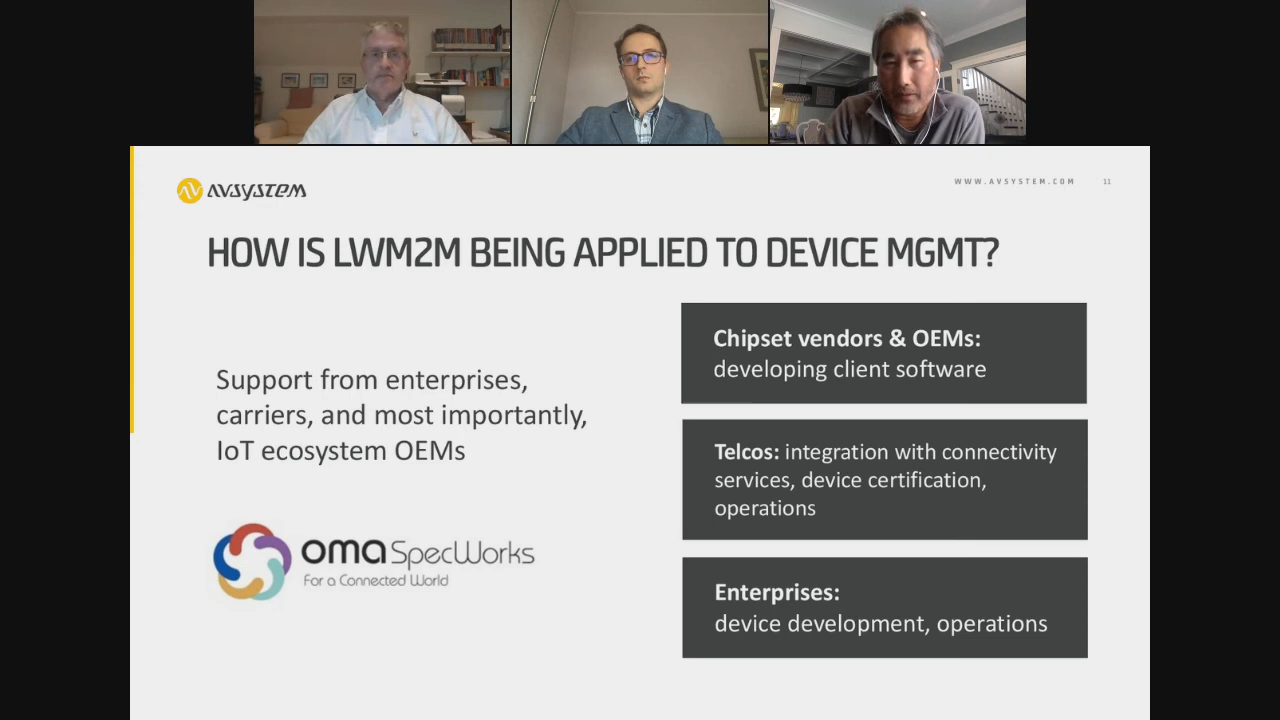 AVSYSTEM
WWW.AVSYSTEM.COM 11
HOW IS LWM2M BEING APPLIED TO DEVICE MGMT?
Support from enterprises,
carriers, and most importantly,
IoT ecosystem OEMs
oma SpecWorks
For a Connected World
Chipset vendors & OEMs:
developing client software
Telcos: integration with connectivity
services, device certification,
operations
Enterprises:
device development, operations